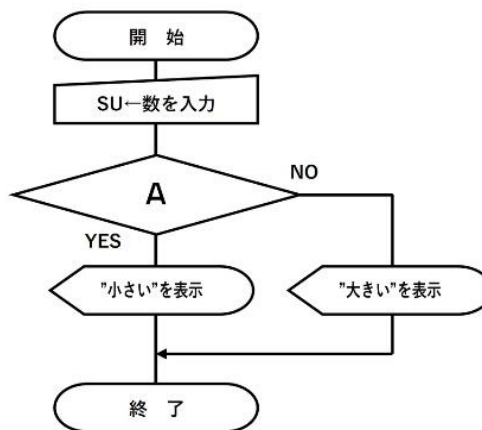 開　始
SU←数を入力
A
NO
YES
"小さい"を表示
"大きい"を表示
終　了